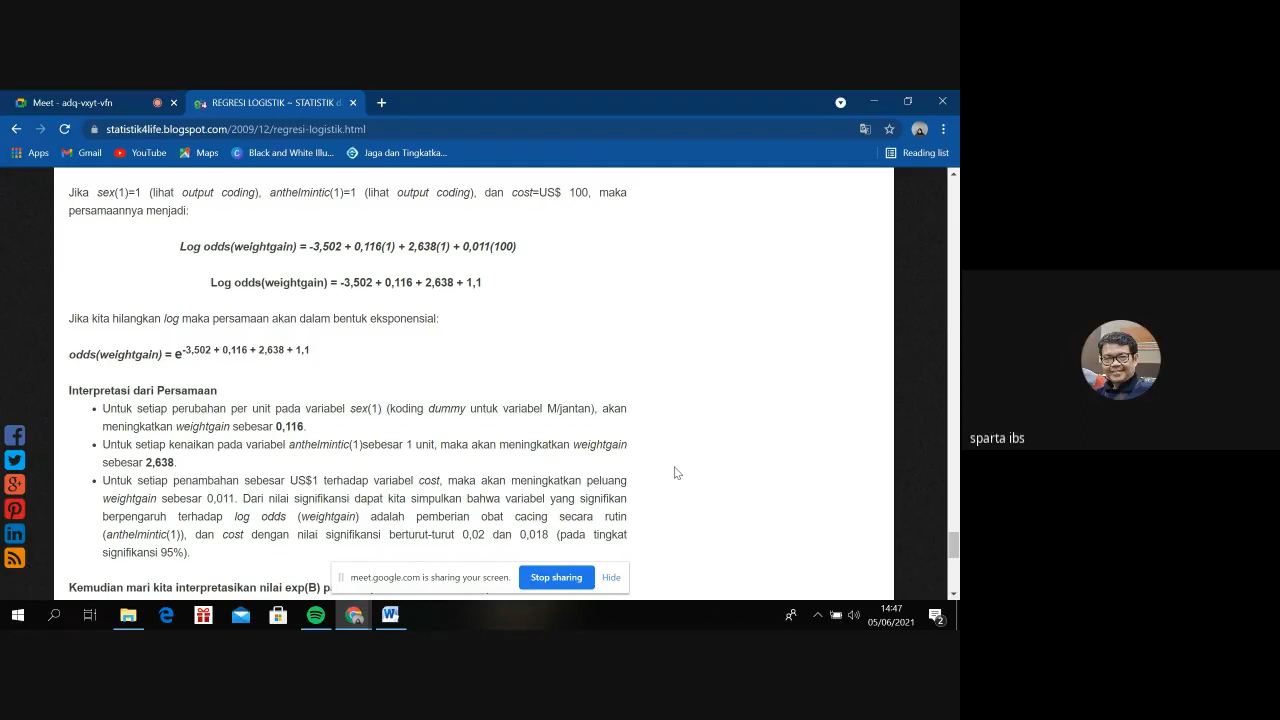 Meet - adq-vxyt-vfn
REGRESI LOGISTIK ~ STATISTIK d
statistik4life.blogspot.com/2009/12/regresi-logistik.html
Apps
Gmail
YouTube
Maps
Black and White Illu...
Jaga dan Tingkatka...
Reading list
Jika sex(1)=1 (lihat output coding), anthelmintic(1)=1 (lihat output coding), dan cost=US$ 100, maka
persamaannya menjadi:
Log odds(weightgain) = -3,502 + 0,116(1) + 2,638(1) + 0,011(100)
Log odds(weightgain) = -3,502 + 0,116 + 2,638 + 1,1
Jika kita hilangkan log maka persamaan akan dalam bentuk eksponensial:
odds(weightgain) = e-3,502 + 0,116 + 2,638 + 1,1
Interpretasi dari Persamaan
• Untuk setiap perubahan per unit pada variabel sex(1) (koding dummy untuk variabel M/jantan), akan
meningkatkan weightgain sebesar 0,116.
• Untuk setiap kenaikan pada variabel anthelmintic(1)sebesar 1 unit, maka akan meningkatkan weightgain
sebesar 2,638.
• Untuk setiap penambahan sebesar US$1 terhadap variabel cost, maka akan meningkatkan peluang
weightgain sebesar 0,011. Dari nilai signifikansi dapat kita simpulkan bahwa variabel yang signifikan
berpengaruh terhadap log odds (weightgain) adalah pemberian obat cacing secara rutin
(anthelmintic(1)), dan cost dengan nilai signifikansi berturut-turut 0,02 dan 0,018 (pada tingkat
signifikansi 95%).
Kemudian mari kita interpretasikan nilai exp(B) p
meet.google.com is sharing your screen.
Stop sharing
Hide
14:47
05/06/2021
2
sparta ibs